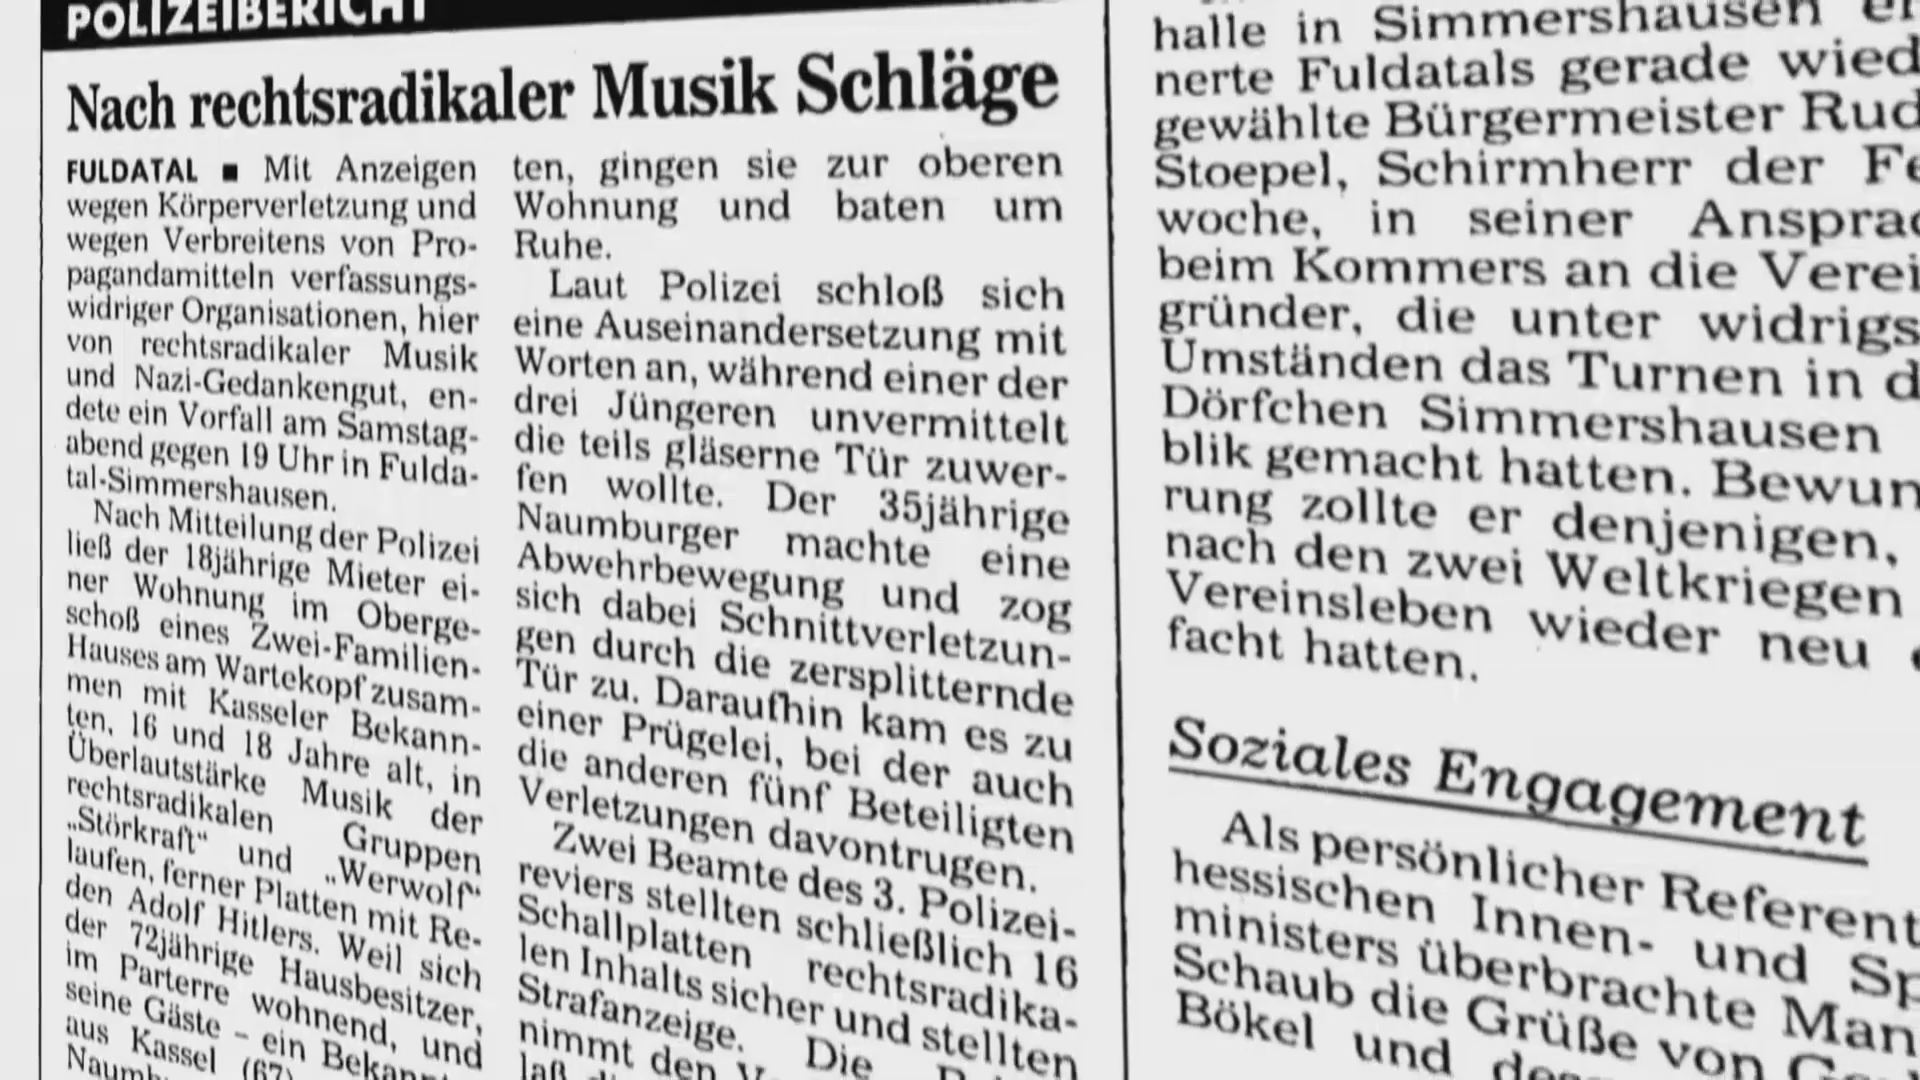 POLIZEIBERICHT
Nach rechtsradikaler Musik Schläge
FULDATAL ■ Mit Anzeigen
wegen Körperverletzung und
wegen Verbreitens von Pro-
pagandamitteln verfassungs-
widriger Organisationen, hier
von rechtsradikaler Musik
und Nazi-Gedankengut, en-
dete ein Vorfall am Samstag-
abend gegen 19 Uhr in Fulda-
tal-Simmershausen.
Nach Mitteilung der Polizei
ließ der 18jährige Mieter ei-
ner Wohnung im Oberge-
schoß eines Zwei-Familien-
Hauses am Wartekopf zusam-
men mit Kasseler Bekann-
ten, 16 und 18 Jahre alt, in
Überlautstärke Musik der
rechtsradikalen Gruppen
„Störkraft“ und „Werwolf“
laufen, ferner Platten mit Re-
den Adolf Hitlers. Weil sich
der 72jährige Hausbesitzer,
im Parterre wohnend, und
seine Gäste – ein Bekannt
aus Kassel (67)
ten, gingen sie zur oberen
Wohnung und baten um
Ruhe.
Laut Polizei schloß sich
eine Auseinandersetzung mit
Worten an, während einer der
drei Jüngeren unvermittelt
die teils gläserne Tür zuwer-
fen wollte. Der 35jährige
Naumburger machte eine
Abwehrbewegung und zog
sich dabei Schnittverletzun-
gen durch die zersplitternde
Tür zu. Daraufhin kam es zu
einer Prügelei, bei der auch
die anderen fünf Beteiligten
Verletzungen davontrugen.
Zwei Beamte des 3. Polizei-
reviers stellten schließlich 16
Schallplatten rechtsradika-
len Inhalts sicher und stellten
Strafanzeige. Die
nimmt den
halle in Simmershausen er
nerte Fuldatals gerade wied
gewählte Bürgermeister Rud
Stoepel, Schirmherr der Fe
woche, in seiner Ansprac
beim Kommers an die Verei
gründer, die unter widrigs
Umständen das Turnen in d
Dörfchen Simmershausen
blik gemacht hatten. Bewun
rung zollte er denjenigen,
nach den zwei Weltkriegen
Vereinsleben wieder neu
facht hatten.
Soziales Engagement
Als persönlicher Referent
hessischen Innen- und Sp
ministers überbrachte Man
Schaub die Grüße von
Bökel und